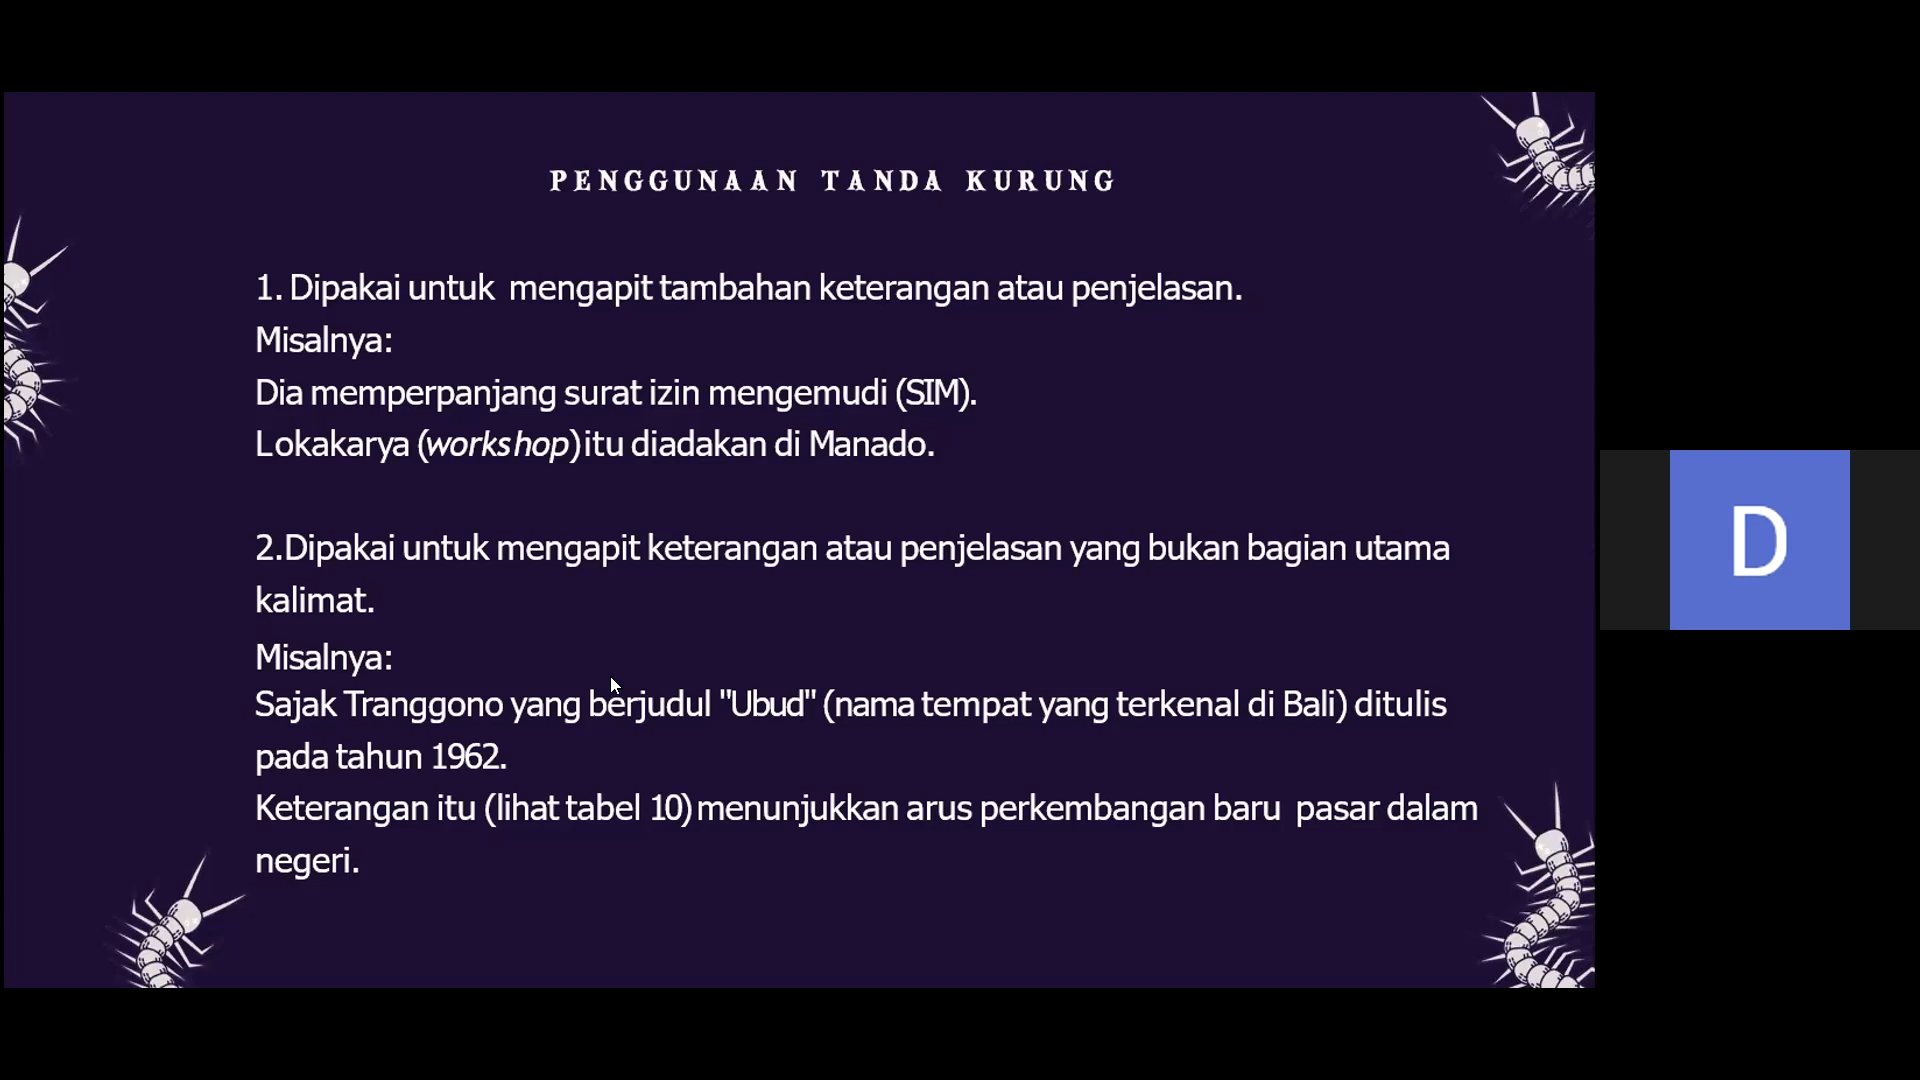 PENGGUNAAN TANDA KURUNG
1. Dipakai untuk mengapit tambahan keterangan atau penjelasan.
Misalnya:
Dia memperpanjang surat izin mengemudi (SIM).
Lokakarya (workshop) itu diadakan di Manado.
2.Dipakai untuk mengapit keterangan atau penjelasan yang bukan bagian utama
kalimat.
Misalnya:
Sajak Tranggono yang berjudul "Ubud" (nama tempat yang terkenal di Bali) ditulis
pada tahun 1962.
Keterangan itu (lihat tabel 10) menunjukkan arus perkembangan baru pasar dalam
negeri.
D